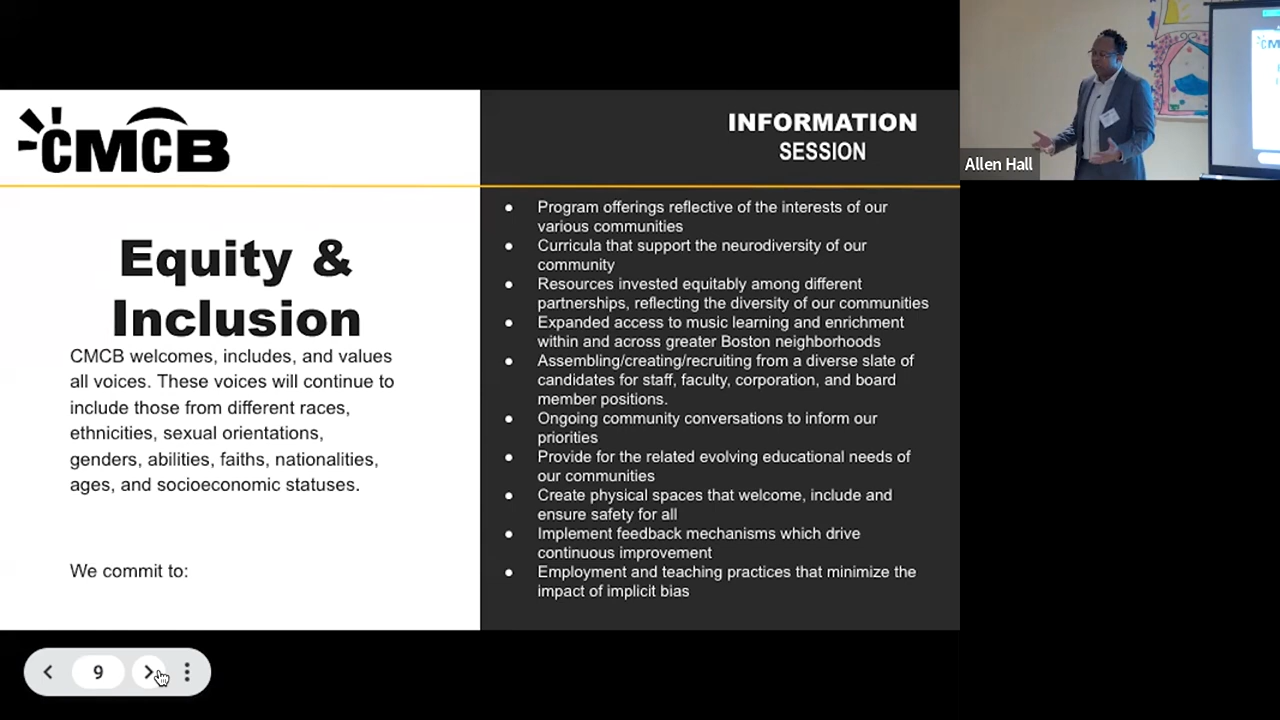 CMCB
INFORMATION
SESSION
Equity &
Inclusion
CMCB welcomes, includes, and values
all voices. These voices will continue to
include those from different races,
ethnicities, sexual orientations,
genders, abilities, faiths, nationalities,
ages, and socioeconomic statuses.
We commit to:
● Program offerings reflective of the interests of our
various communities
● Curricula that support the neurodiversity of our
community
● Resources invested equitably among different
partnerships, reflecting the diversity of our communities
● Expanded access to music learning and enrichment
within and across greater Boston neighborhoods
● Assembling/creating/recruiting from a diverse slate of
candidates for staff, faculty, corporation, and board
member positions.
● Ongoing community conversations to inform our
priorities
● Provide for the related evolving educational needs of
our communities
● Create physical spaces that welcome, include and
ensure safety for all
● Implement feedback mechanisms which drive
continuous improvement
● Employment and teaching practices that minimize the
impact of implicit bias
9
Allen Hall